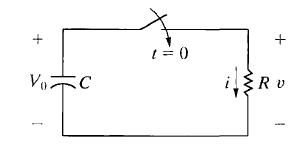 + +
t = 0
V₀ C i R v
− −